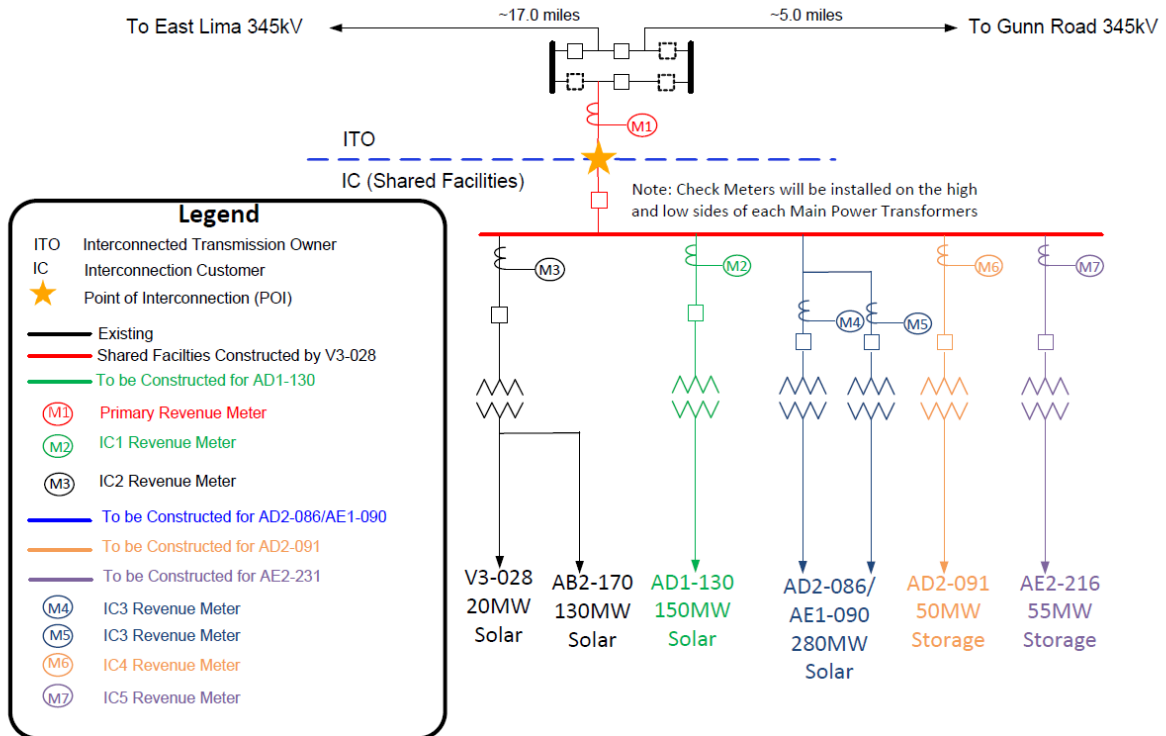 ~17.0 miles
~5.0 miles
To East Lima 345kV
To Gunn Road 345kV
M1
ITO
IC (Shared Facilities)
Note: Check Meters will be installed on the high
and low sides of each Main Power Transformers
Legend
ITO Interconnected Transmission Owner
IC Interconnection Customer
Point of Interconnection (POI)
Existing
Shared Facilties Constructed by V3-028
To be Constructed for AD1-130
M1 Primary Revenue Meter
M2 IC1 Revenue Meter
M3 IC2 Revenue Meter
To be Constructed for AD2-086/AE1-090
To be Constructed for AD2-091
To be Constructed for AE2-231
M4 IC3 Revenue Meter
M5 IC3 Revenue Meter
M6 IC4 Revenue Meter
M7 IC5 Revenue Meter
M3
M2
M4
M5
M6
M7
V3-028
20MW
Solar
AB2-170
130MW
Solar
AD1-130
150MW
Solar
AD2-086/
AE1-090
280MW
Solar
AD2-091
50MW
Storage
AE2-216
55MW
Storage